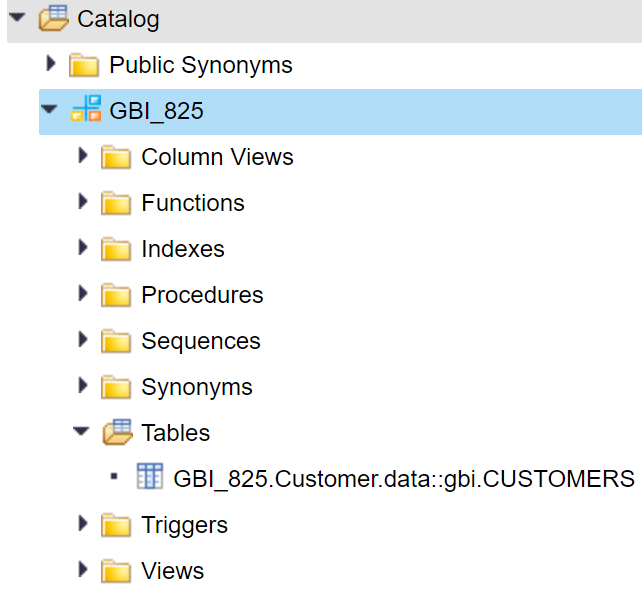 Catalog
Public Synonyms
GBI_825
Column Views
Functions
Indexes
Procedures
Sequences
Synonyms
Tables
GBI_825.Customer.data::gbi.CUSTOMERS
Triggers
Views